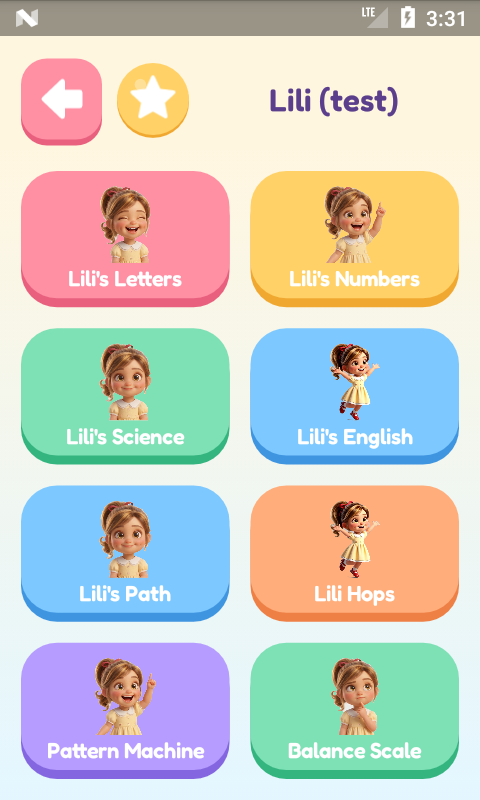 LTE 3:31
Lili (test)
Lili's Letters
Lili's Numbers
Lili's Science
Lili's English
Lili's Path
Lili Hops
Pattern Machine
Balance Scale